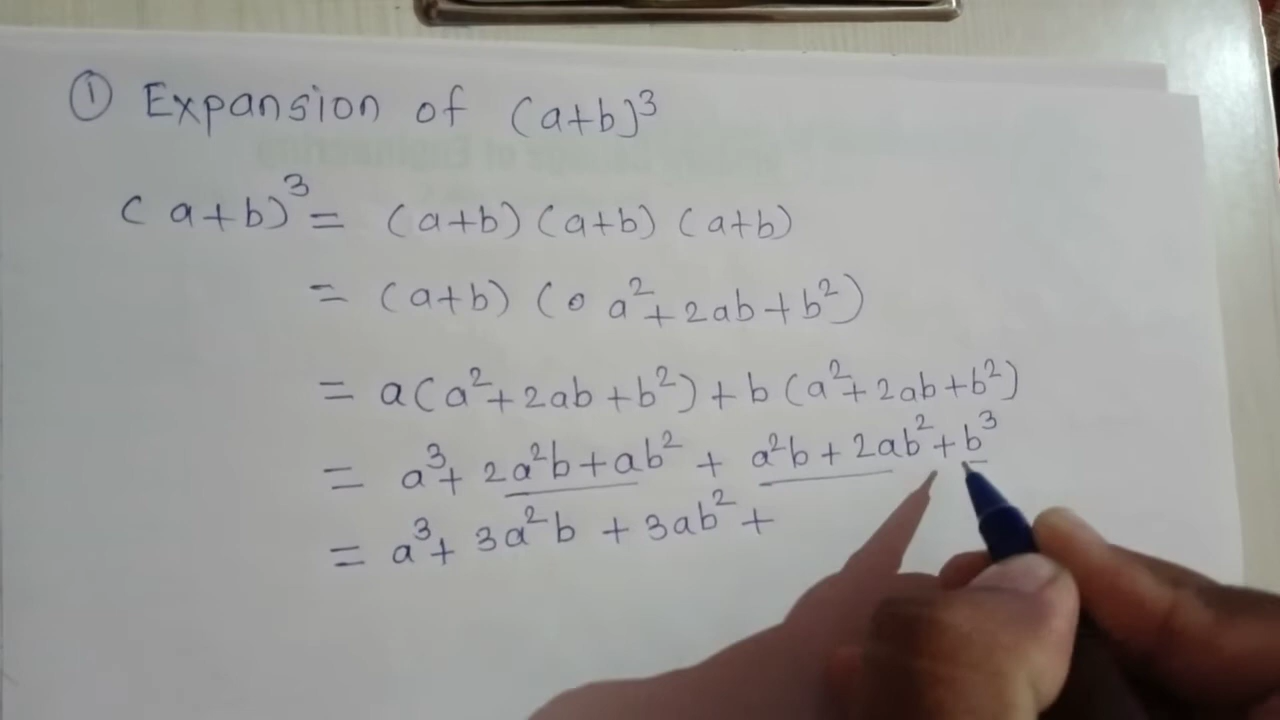 ① Expansion of (a+b)³
(a+b)³ = (a+b) (a+b) (a+b)
= (a+b) (a²+2ab+b²)
= a(a²+2ab+b²) + b(a²+2ab+b²)
= a³+2a²b+ab² + a²b+2ab²+b³
= a³+3a²b+3ab²+